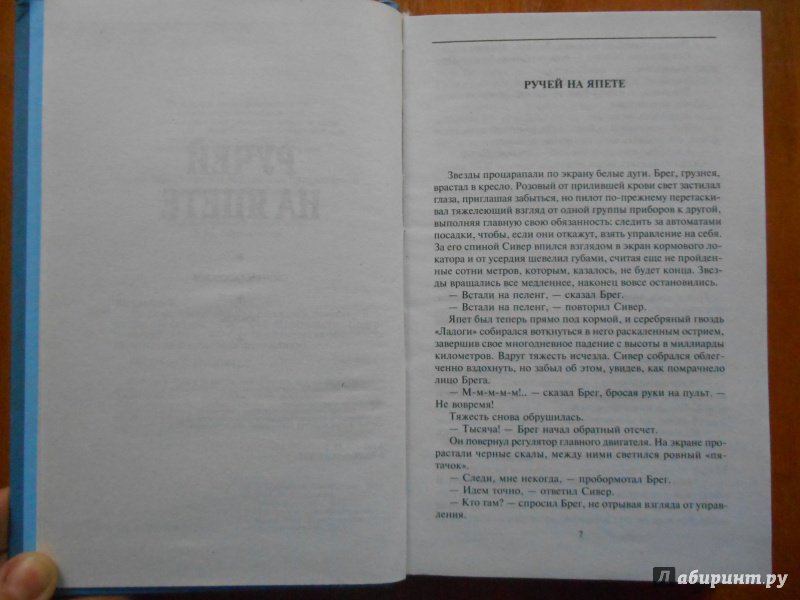 РУЧЕЙ
НА ЯПЕТЕ
РУЧЕЙ НА ЯПЕТЕ
Звезды процарапали по экрану белые дуги. Брег, грузнея,
врастал в кресло. Розовый от прилившей крови свет застилал
глаза, приглашая забыться, но пилот по-прежнему перетаски-
вал тяжелеющий взгляд от одной группы приборов к другой,
выполняя главную свою обязанность: следить за автоматами
посадки, чтобы, если они откажут, взять управление на себя.
За его спиной Сивер впился взглядом в экран кормового ло-
катора и от усердия шевелил губами, считая еще не пройден-
ные сотни метров, которым, казалось, не будет конца. Звез-
ды вращались все медленнее, наконец вовсе остановились.
— Встали на пеленг, — сказал Брег.
— Встали на пеленг, — повторил Сивер.
Япет был теперь прямо под кормой, и серебряный гвоздь
«Ладоги» собирался воткнуться в него раскаленным острием,
завершив свое многодневное падение с высоты в миллиарды
километров. Вдруг тяжесть исчезла. Сивер собрался облег-
ченно вздохнуть, но забыл об этом, увидев, как помрачнело
лицо Брега.
— М-м-м-м-м!.. — сказал Брег, бросая руки на пульт. —
Не вовремя!
Тяжесть снова обрушилась.
— Тысяча! — Брег начал обратный отсчет.
Он повернул регулятор главного двигателя. На экране про-
растали черные скалы, между ними светился ровный «пя-
тачок».
— Следи, мне некогда, — пробормотал Брег.
— Идем точно, — ответил Сивер.
— Кто там? — спросил Брег, не отрывая взгляда от управ-
ления.
7
Лабиринт.ру